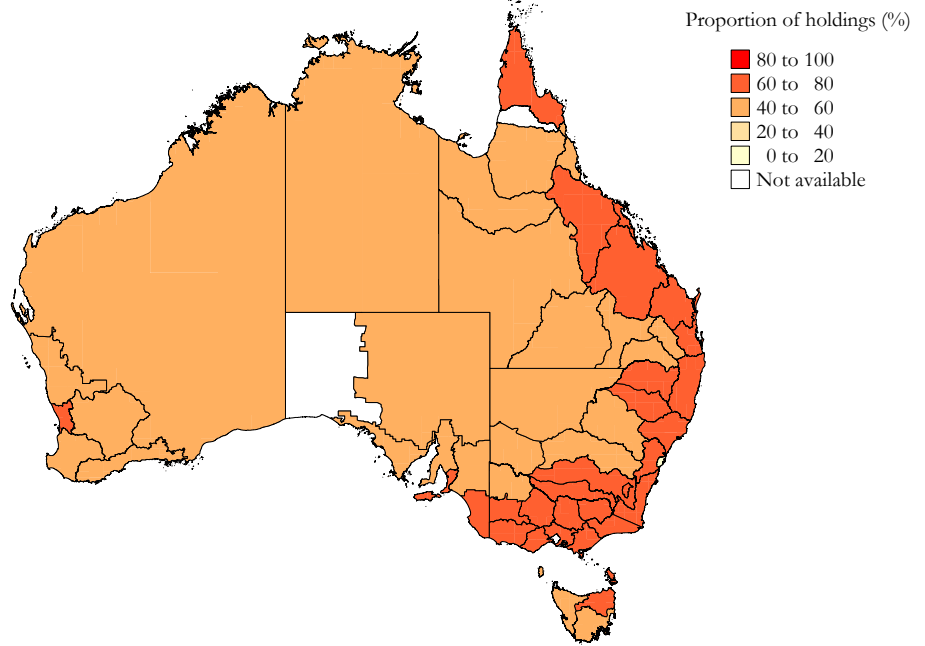 Proportion of holdings (%)
80 to 100
60 to 80
40 to 60
20 to 40
0 to 20
Not available